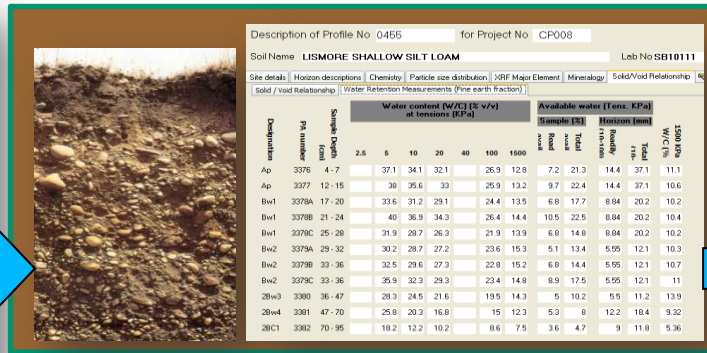 Description of Profile No 0455 for Project No CP008
Soil Name LISMORE SHALLOW SILT LOAM Lab No SB10111
Site details Horizon descriptions Chemistry Particle size distribution XRF Major Element Mineralogy Solid/Void Relationship
Solid / Void Relationship Water Retention Measurements (Fine earth fraction)
Water content (W/C) (% v/v) at tensions (KPa) Available water (Tens. KPa)
Sample (%) Horizon (mm)
Designation PA number Sample Depth (cm) 2.5 5 10 20 40 100 1500 Total Readily Total 1500 KPa W/C (%
Ap 3376 4 - 7 37.1 34.1 32.1 26.9 12.8 7.2 21.3 14.4 37.1 11.1
Ap 3377 12 - 15 38 35.6 33 25.9 13.2 9.7 22.4 14.4 37.1 10.6
Bw1 3378A 17 - 20 33.6 31.2 29.1 24.4 13.5 6.8 17.7 8.84 20.2 10.2
Bw1 3378B 21 - 24 40 36.9 34.3 26.4 14.4 10.5 22.5 8.84 20.2 10.4
Bw1 3378C 25 - 28 31.9 28.7 26.3 21.9 13.9 6.8 14.8 8.84 20.2 10.2
Bw2 3379A 29 - 32 30.2 28.7 27.2 23.6 15.3 5.1 13.4 5.55 12.1 10.3
Bw2 3379B 33 - 36 32.5 29.6 27.3 22.8 15.2 6.8 14.4 5.55 12.1 10.7
Bw2 3379C 33 - 36 35.9 32.3 29.3 23.4 14.8 8.9 17.5 5.55 12.1 11
2Bw3 3380 36 - 47 28.3 24.5 21.6 19.5 14.3 5 10.2 5.5 11.2 13.9
2Bw4 3381 47 - 70 25.8 20.3 16.8 15 12.3 5.3 8 12.2 18.4 9.32
2BC1 3382 70 - 95 18.2 12.2 10.2 8.6 7.5 3.6 4.7 9 11.8 5.36